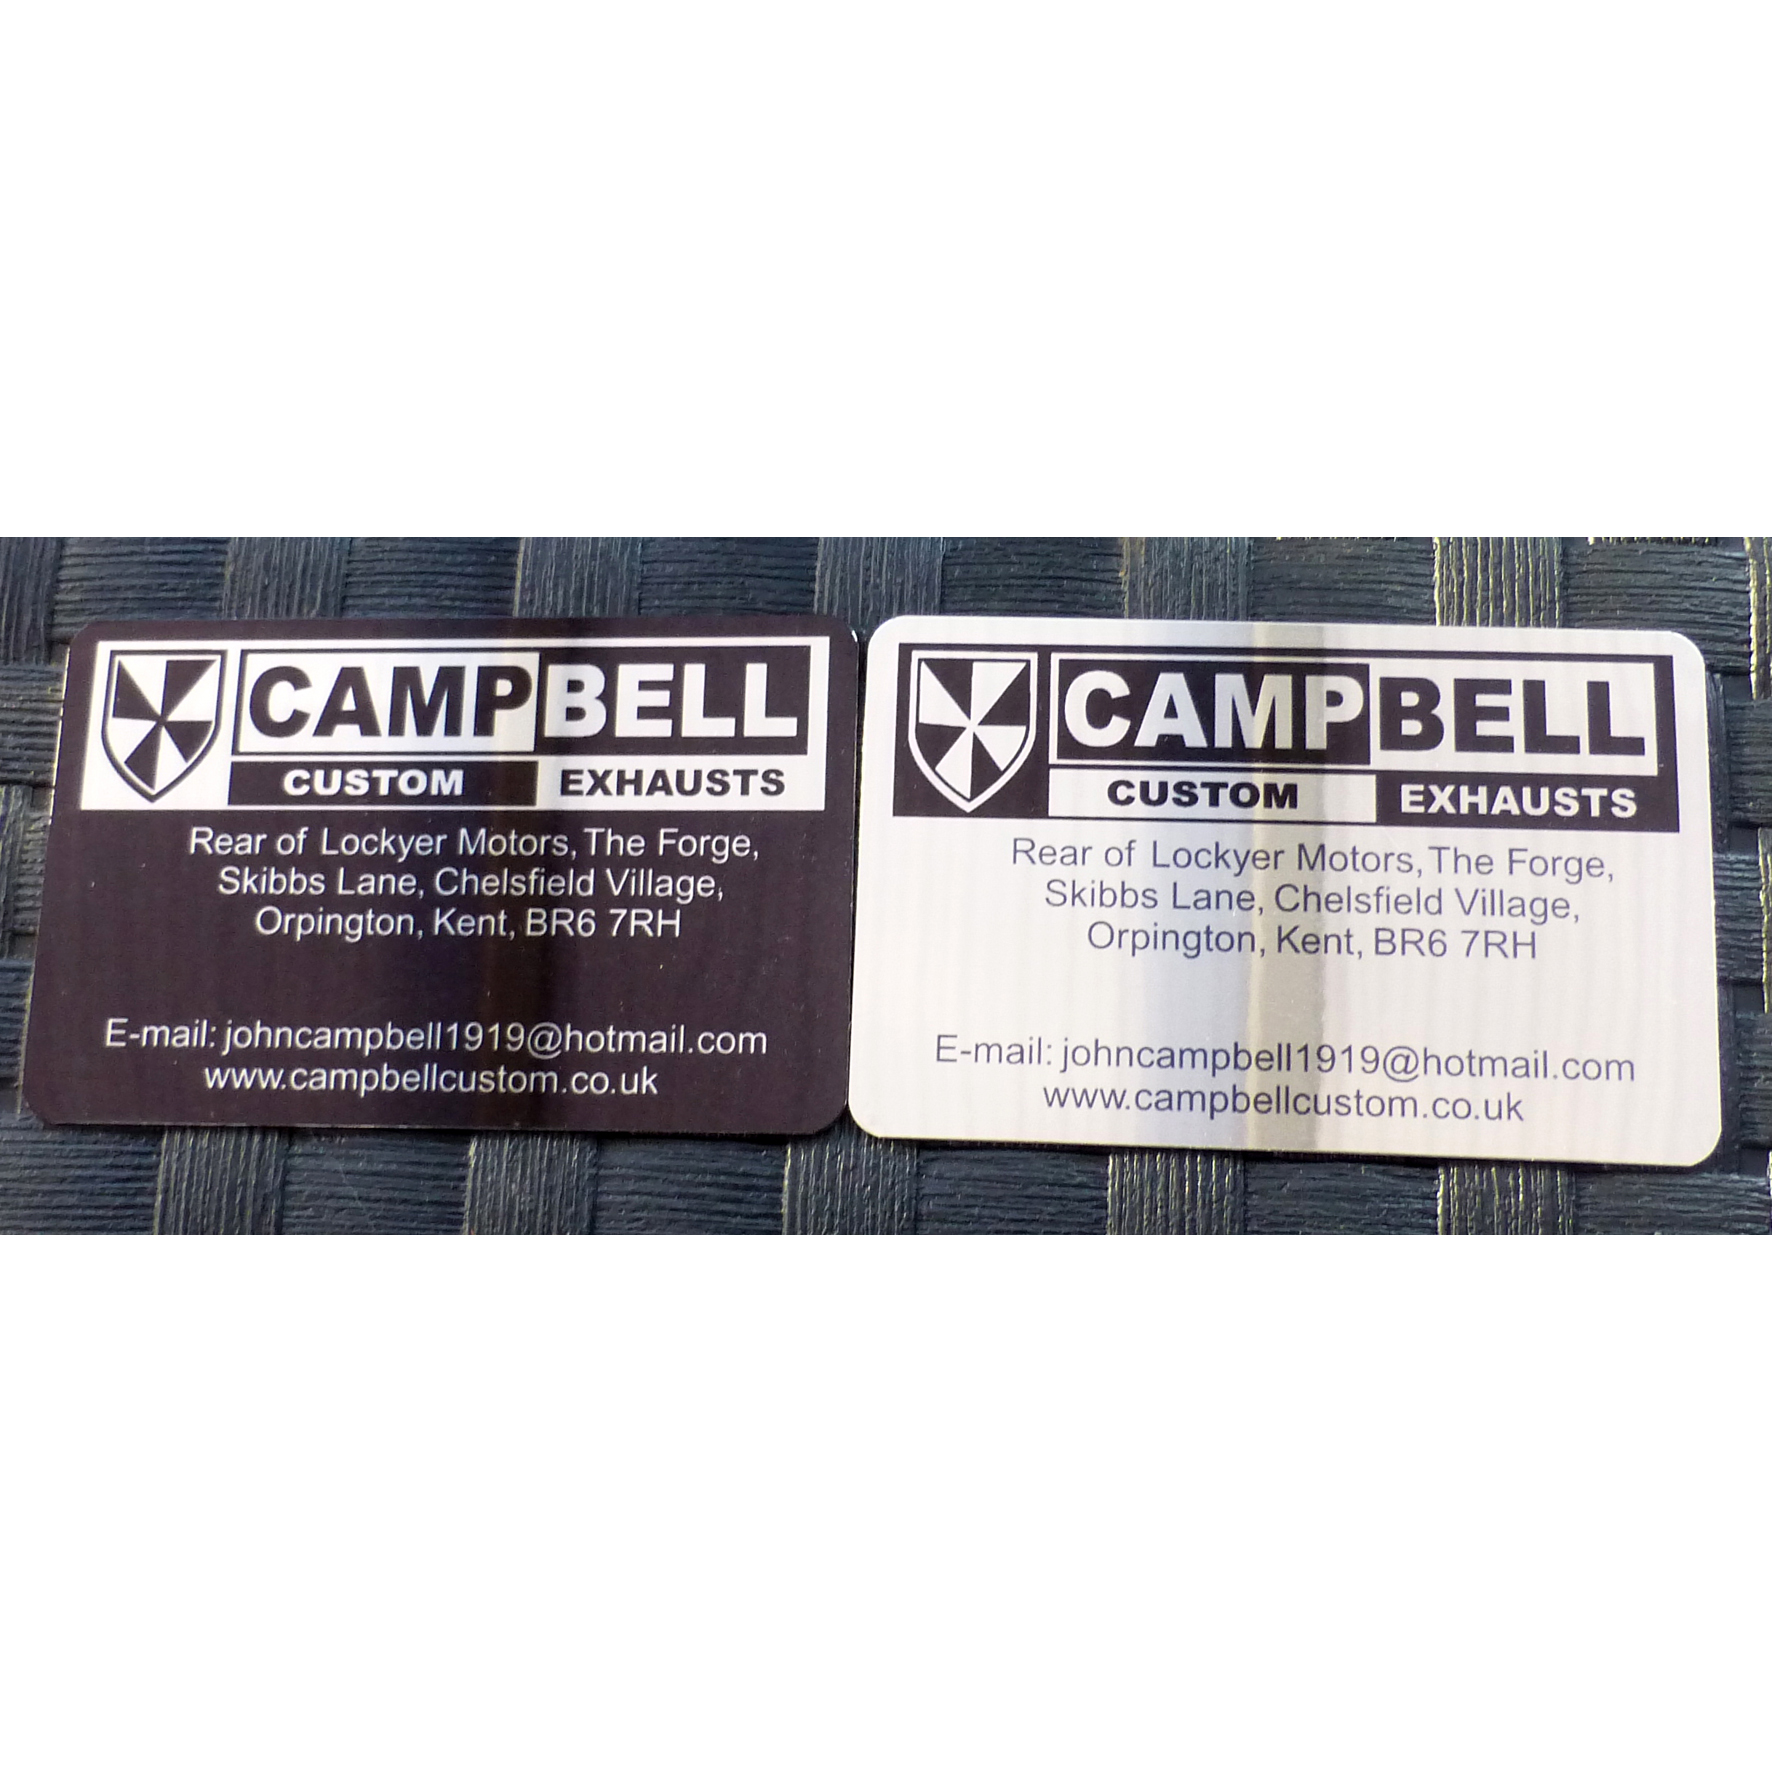 CAMPBELL
CUSTOM EXHAUSTS
Rear of Lockyer Motors, The Forge,
Skibbs Lane, Chelsfield Village,
Orpington, Kent, BR6 7RH
E-mail: johncampbell1919@hotmail.com
www.campbellcustom.co.uk
CAMPBELL
CUSTOM EXHAUSTS
Rear of Lockyer Motors, The Forge,
Skibbs Lane, Chelsfield Village,
Orpington, Kent, BR6 7RH
E-mail: johncampbell1919@hotmail.com
www.campbellcustom.co.uk